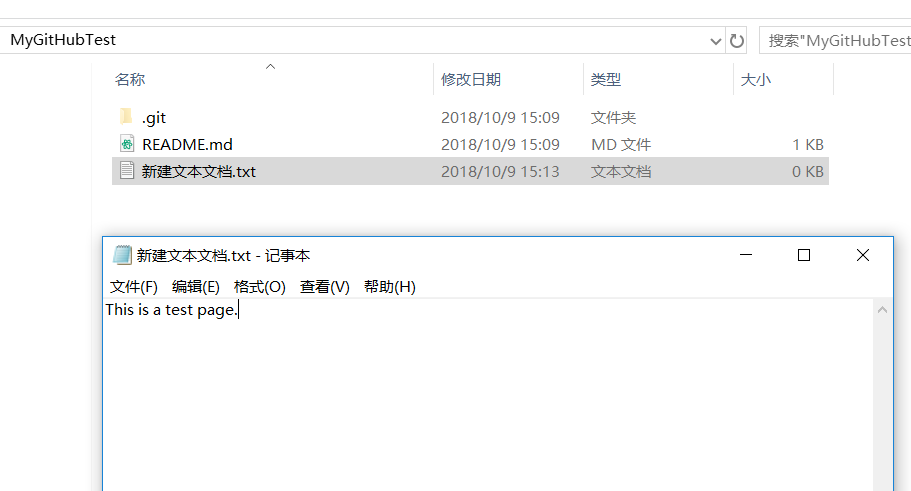 MyGitHubTest 搜索"MyGitHubTest
名称 修改日期 类型 大小
.git 2018/10/9 15:09 文件夹
README.md 2018/10/9 15:09 MD 文件 1 KB
新建文本文档.txt 2018/10/9 15:13 文本文档 0 KB
新建文本文档.txt - 记事本
文件(F) 编辑(E) 格式(O) 查看(V) 帮助(H)
This is a test page.